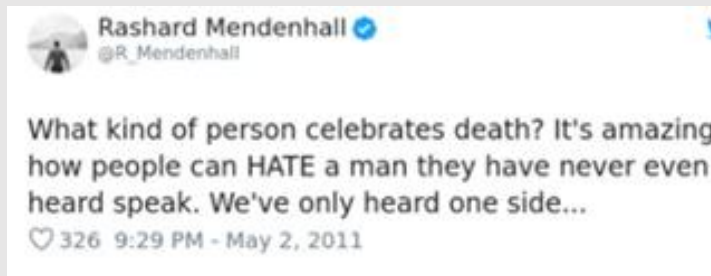 Rashard Mendenhall
@R_Mendenhall
What kind of person celebrates death? It's amazing
how people can HATE a man they have never even
heard speak. We've only heard one side...
326 9:29 PM - May 2, 2011